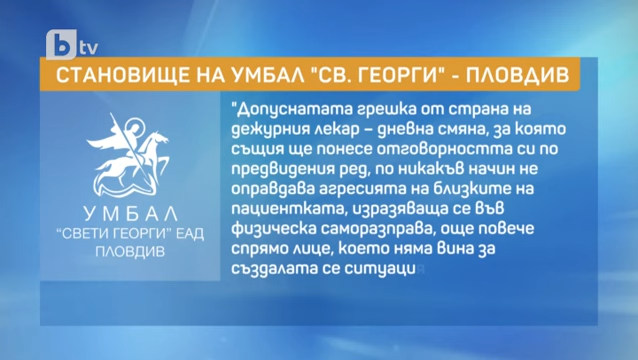 btv
СТАНОВИЩЕ НА УМБАЛ "СВ. ГЕОРГИ" - ПЛОВДИВ
УМБАЛ
"СВЕТИ ГЕОРГИ" ЕАД
ПЛОВДИВ
"Допуснатата грешка от страна на
дежурния лекар – дневна смяна, за която
същия ще понесе отговорността си по
предвидения ред, по никакъв начин не
оправдава агресията на близките на
пациентката, изразяваща се във
физическа саморазправа, още повече
спрямо лице, което няма вина за
създалата се ситуация